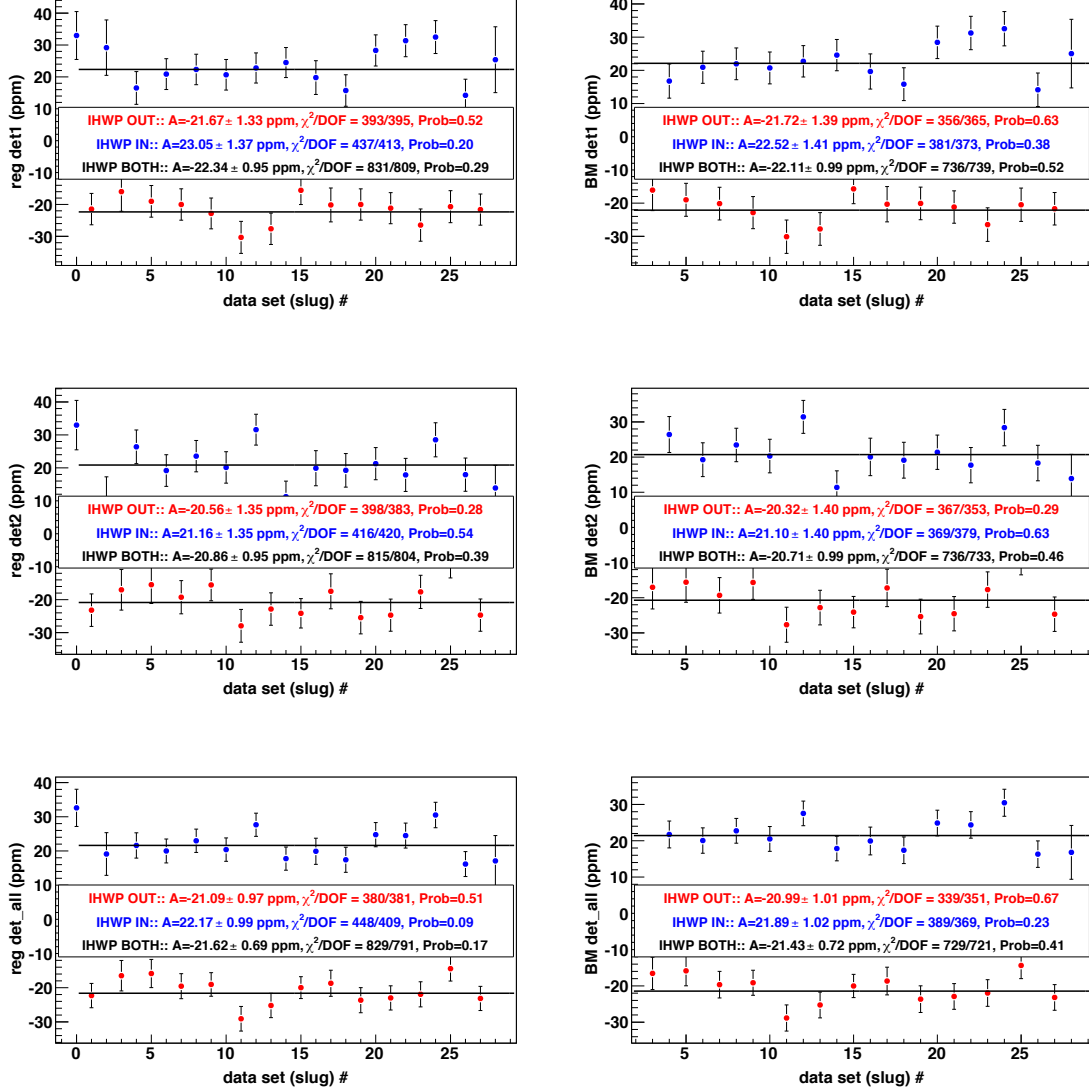 40
30
20
10
0
-10
-20
-30
reg det1 (ppm)
IHWP OUT:: A=-21.67± 1.33 ppm, χ²/DOF = 393/395, Prob=0.52
IHWP IN:: A=23.05± 1.37 ppm, χ²/DOF = 437/413, Prob=0.20
IHWP BOTH:: A=-22.34± 0.95 ppm, χ²/DOF = 831/809, Prob=0.29
0 5 10 15 20 25
data set (slug) #
30
20
10
0
-10
-20
-30
BM det1 (ppm)
IHWP OUT:: A=-21.72± 1.39 ppm, χ²/DOF = 356/365, Prob=0.63
IHWP IN:: A=22.52± 1.41 ppm, χ²/DOF = 381/373, Prob=0.38
IHWP BOTH:: A=-22.11± 0.99 ppm, χ²/DOF = 736/739, Prob=0.52
5 10 15 20 25
data set (slug) #
40
30
20
10
0
-10
-20
-30
reg det2 (ppm)
IHWP OUT:: A=-20.56± 1.35 ppm, χ²/DOF = 398/383, Prob=0.28
IHWP IN:: A=21.16± 1.35 ppm, χ²/DOF = 416/420, Prob=0.54
IHWP BOTH:: A=-20.86± 0.95 ppm, χ²/DOF = 815/804, Prob=0.39
0 5 10 15 20 25
data set (slug) #
30
20
10
0
-10
-20
-30
BM det2 (ppm)
IHWP OUT:: A=-20.32± 1.40 ppm, χ²/DOF = 367/353, Prob=0.29
IHWP IN:: A=21.10± 1.40 ppm, χ²/DOF = 369/379, Prob=0.63
IHWP BOTH:: A=-20.71± 0.99 ppm, χ²/DOF = 736/733, Prob=0.46
5 10 15 20 25
data set (slug) #
40
30
20
10
0
-10
-20
-30
reg det_all (ppm)
IHWP OUT:: A=-21.09± 0.97 ppm, χ²/DOF = 380/381, Prob=0.51
IHWP IN:: A=22.17± 0.99 ppm, χ²/DOF = 448/409, Prob=0.09
IHWP BOTH:: A=-21.62± 0.69 ppm, χ²/DOF = 829/791, Prob=0.17
0 5 10 15 20 25
data set (slug) #
30
20
10
0
-10
-20
-30
BM det_all (ppm)
IHWP OUT:: A=-20.99± 1.01 ppm, χ²/DOF = 339/351, Prob=0.67
IHWP IN:: A=21.89± 1.02 ppm, χ²/DOF = 389/369, Prob=0.23
IHWP BOTH:: A=-21.43± 0.72 ppm, χ²/DOF = 729/721, Prob=0.41
5 10 15 20 25
data set (slug) #